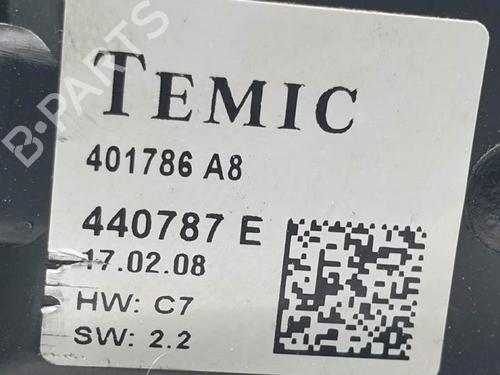 TEMIC
401786 A8
440787 E
17.02.08
HW: C7
SW: 2.2
B-PARTS